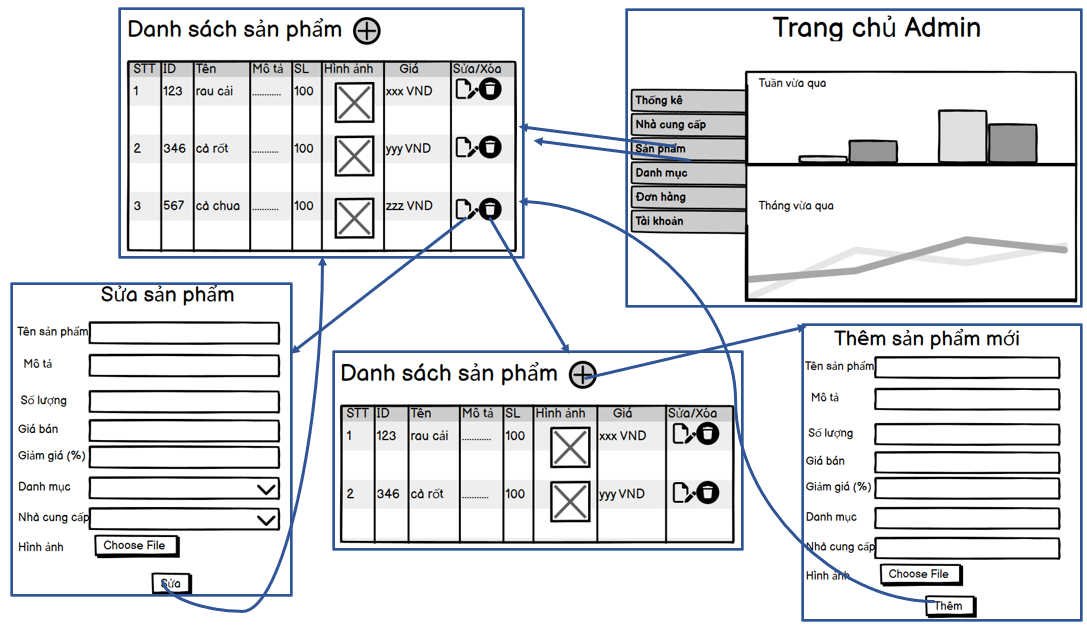 Danh sách sản phẩm
STT ID Tên Mô tả SL Hình ảnh Giá Sửa/Xóa
1 123 rau cải ............ 100 xxx VND
2 346 cà rốt ........... 100 yyy VND
3 567 cà chua ........... 100 zzz VND
Trang chủ Admin
Thống kê
Nhà cung cấp
Sản phẩm
Danh mục
Đơn hàng
Tài khoản
Tuần vừa qua
Tháng vừa qua
Sửa sản phẩm
Tên sản phẩm
Mô tả
Số lượng
Giá bán
Giảm giá (%)
Danh mục
Nhà cung cấp
Hình ảnh Choose File
Sửa
Danh sách sản phẩm
STT ID Tên Mô tả SL Hình ảnh Giá Sửa/Xóa
1 123 rau cải ............ 100 xxx VND
2 346 cà rốt ........... 100 yyy VND
Thêm sản phẩm mới
Tên sản phẩm
Mô tả
Số lượng
Giá bán
Giảm giá (%)
Danh mục
Nhà cung cấp
Hình ảnh Choose File
Thêm